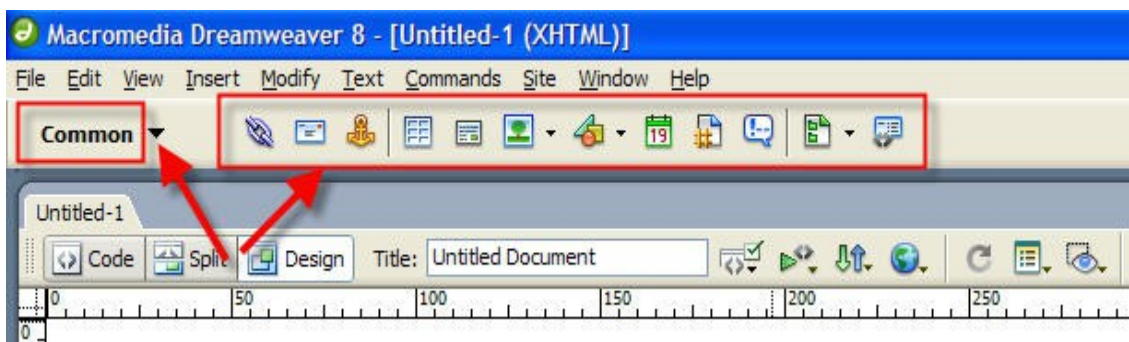 Macromedia Dreamweaver 8 - [Untitled-1 (XHTML)]
File Edit View Insert Modify Text Commands Site Window Help
Common
19
Untitled-1
Code Split Design Title: Untitled Document
0 50 100 150 200 250
0